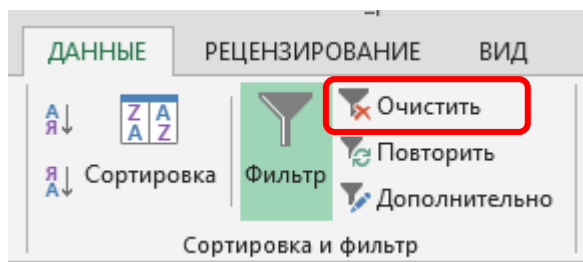 ДАННЫЕ РЕЦЕНЗИРОВАНИЕ ВИД
А Я
Z A A Z
Очистить
Повторить
Я А
Сортировка Фильтр
Дополнительно
Сортировка и фильтр